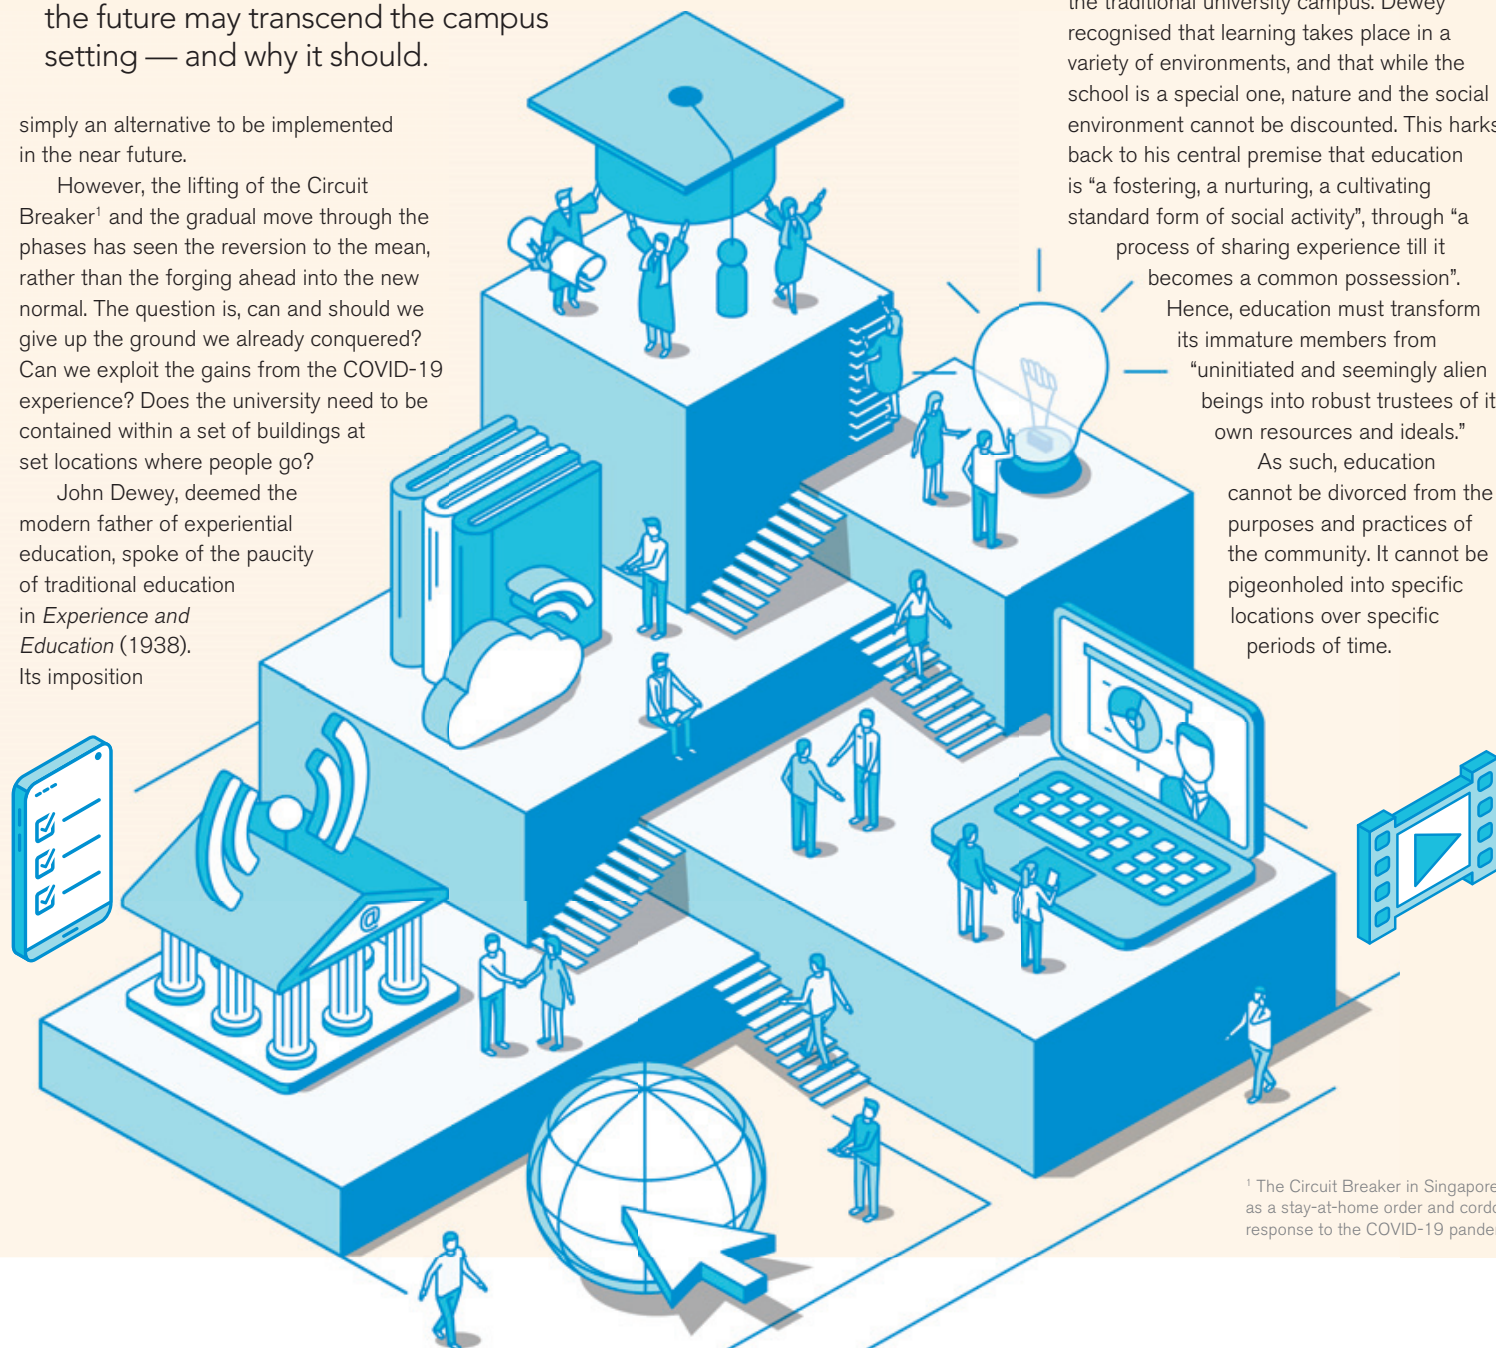 the future may transcend the campus
setting — and why it should.
simply an alternative to be implemented
in the near future.
However, the lifting of the Circuit
Breaker¹ and the gradual move through the
phases has seen the reversion to the mean,
rather than the forging ahead into the new
normal. The question is, can and should we
give up the ground we already conquered?
Can we exploit the gains from the COVID-19
experience? Does the university need to be
contained within a set of buildings at
set locations where people go?
John Dewey, deemed the
modern father of experiential
education, spoke of the paucity
of traditional education
in Experience and
Education (1938).
Its imposition
the traditional university campus. Dewey
recognised that learning takes place in a
variety of environments, and that while the
school is a special one, nature and the social
environment cannot be discounted. This harks
back to his central premise that education
is “a fostering, a nurturing, a cultivating
standard form of social activity”, through “a
process of sharing experience till it
becomes a common possession”.
Hence, education must transform
its immature members from
“uninitiated and seemingly alien
beings into robust trustees of
own resources and ideals.”
As such, education
cannot be divorced from the
purposes and practices of
the community. It cannot be
pigeonholed into specific
locations over specific
periods of time.
@
¹ The Circuit Breaker in Singapore
as a stay-at-home order and
response to the COVID-19